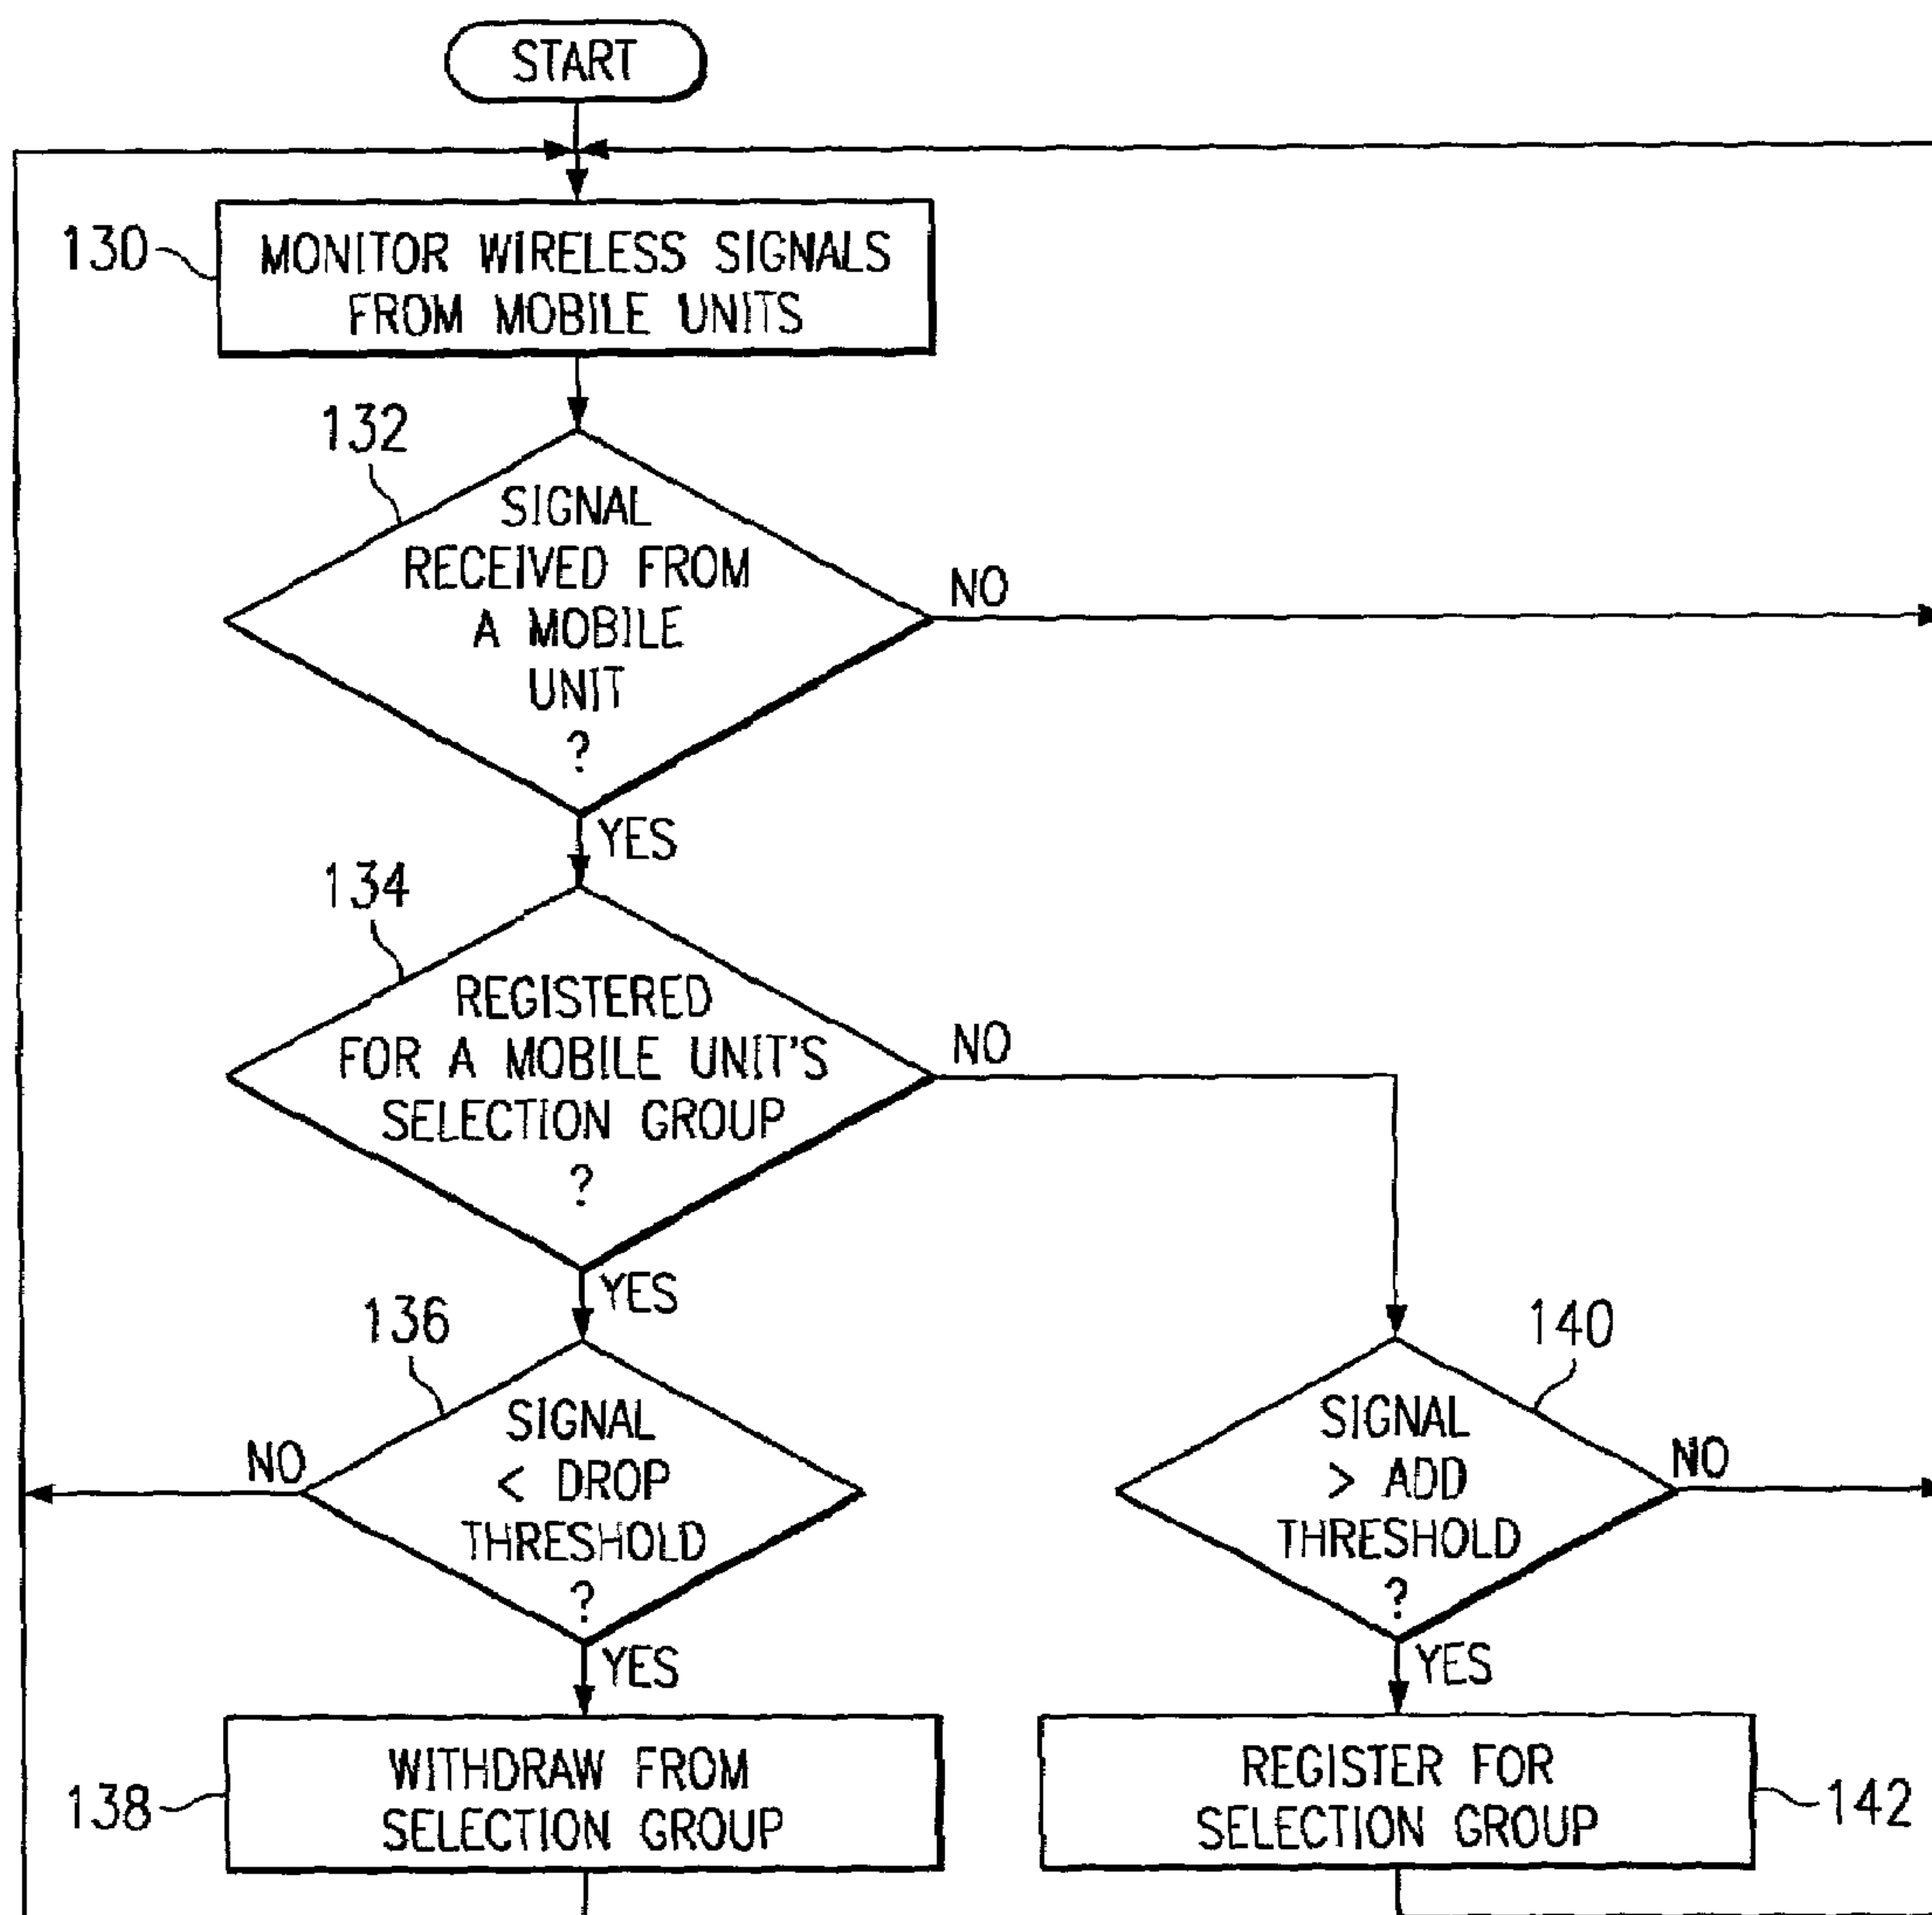 START
130
MONITOR WIRELESS SIGNALS
FROM MOBILE UNITS
132
SIGNAL
RECEIVED FROM
A MOBILE
UNIT
?
NO
YES
134
REGISTERED
FOR A MOBILE UNIT'S
SELECTION GROUP
?
NO
YES
136
SIGNAL
< DROP
THRESHOLD
?
NO
YES
140
SIGNAL
> ADD
THRESHOLD
?
NO
YES
138
WITHDRAW FROM
SELECTION GROUP
REGISTER FOR
SELECTION GROUP
142